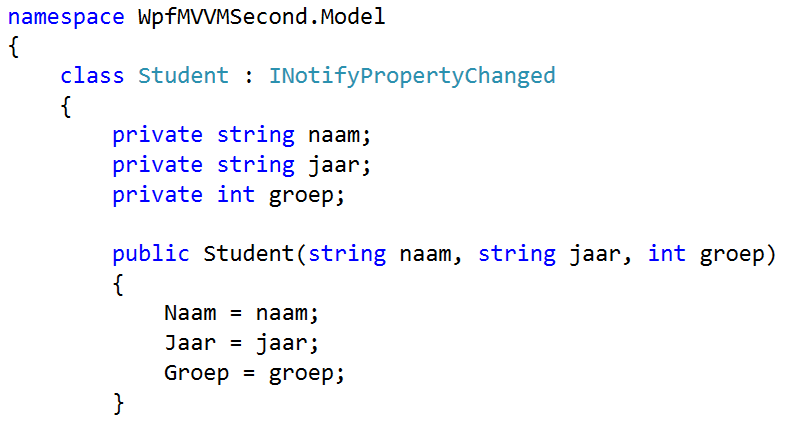 namespace WpfMVVMSecond.Model
{
    class Student : INotifyPropertyChanged
    {
        private string naam;
        private string jaar;
        private int groep;

        public Student(string naam, string jaar, int groep)
        {
            Naam = naam;
            Jaar = jaar;
            Groep = groep;
        }